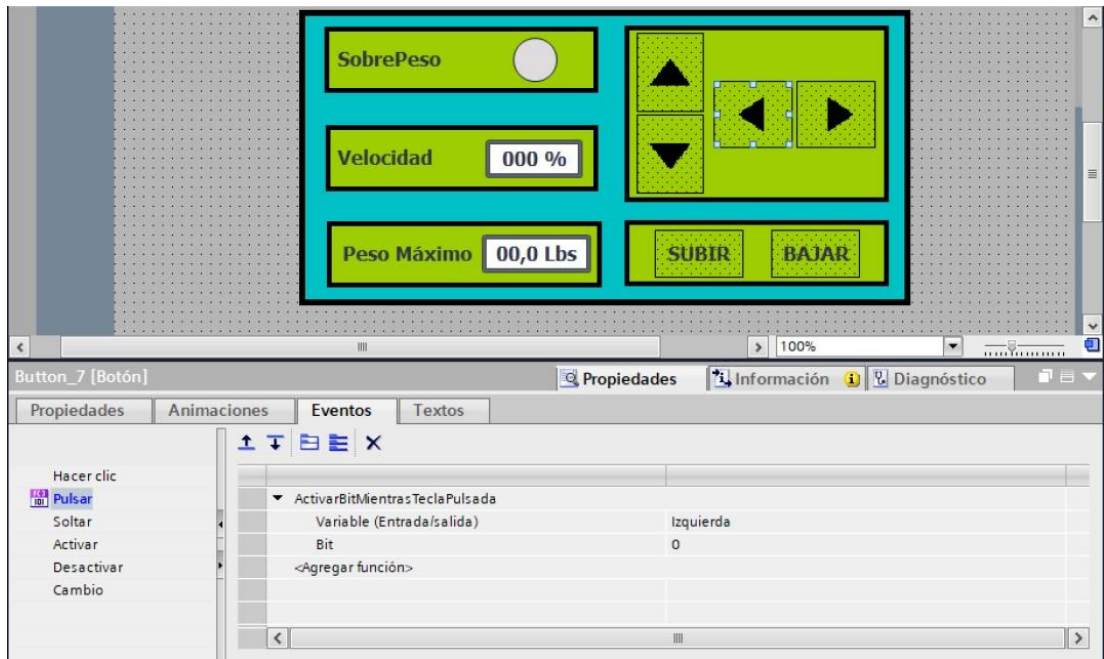 SobrePeso
Velocidad
000 %
Peso Máximo
00,0 Lbs
SUBIR
BAJAR
100%
Button_7 [Botón]
Propiedades
Información
Diagnóstico
Propiedades
Animaciones
Eventos
Textos
Hacer clic
Pulsar
Soltar
Activar
Desactivar
Cambio
ActivarBitMientrasTeclaPulsada
Variable (Entrada/salida)
Izquierda
Bit
0
<Agregar función>